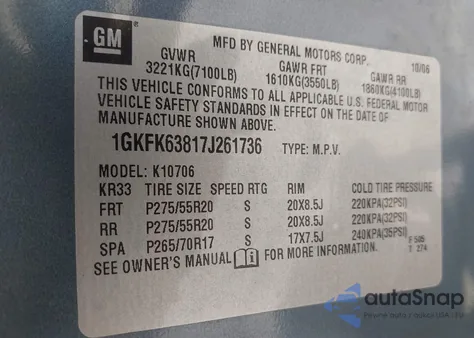 GM
MFD BY GENERAL MOTORS CORP. 10/06
GVWR GAWR FRT GAWR RR
3221KG(7100LB) 1610KG(3550LB) 1860KG(4100LB)
THIS VEHICLE CONFORMS TO ALL APPLICABLE U.S. FEDERAL MOTOR
VEHICLE SAFETY STANDARDS IN EFFECT ON THE DATE OF
MANUFACTURE SHOWN ABOVE.
1GKFK63817J261736 TYPE: M.P.V.
MODEL: K10706
KR33 TIRE SIZE SPEED RTG RIM COLD TIRE PRESSURE
FRT P275/55R20 S 20X8.5J 220KPA(32PSI)
RR P275/55R20 S 20X8.5J 220KPA(32PSI)
SPA P265/70R17 S 17X7.5J 240KPA(35PSI)
SEE OWNER'S MANUAL FOR MORE INFORMATION.
F 505
T 274
autoSnap